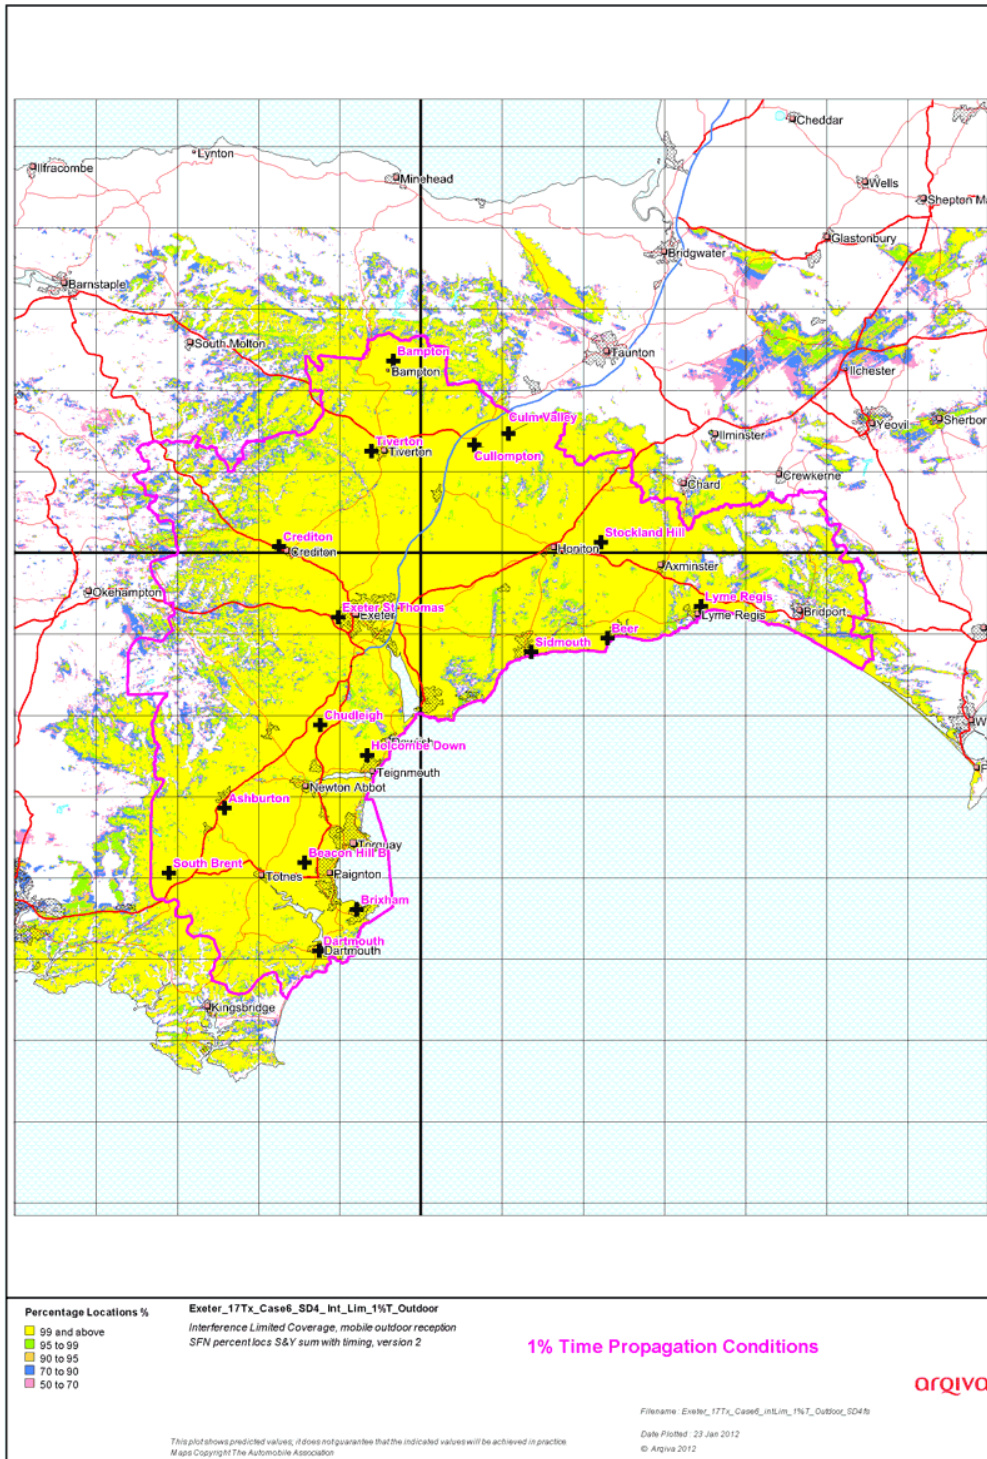 Cheddar
Lynton
Ilfracombe
Minehead
Wells
Shepton Ma
Glastonbury
Bridgwater
Barnstaple
South Molton
Taunton
Bampton
Bampton
Ilchester
Culm Valley
Yeovil
Sherbor
Ilminster
Tiverton
Tiverton
Cullompton
Crewkerne
Chard
Stockland Hill
Crediton
Crediton
Honiton
Axminster
Okehampton
Lyme Regis
Lyme Regis
Bridport
Exeter St Thomas
Exeter
Beer
Sidmouth
Chudleigh
W
Holcombe Down
Teignmouth
Newton Abbot
Ashburton
Torquay
Beacon Hill B
South Brent
Totnes
Paignton
Brixham
Dartmouth
Dartmouth
Kingsbridge
Percentage Locations %
99 and above
95 to 99
90 to 95
70 to 90
50 to 70
Exeter_17Tx_Case6_SD4_Int_Lim_1%T_Outdoor
Interference Limited Coverage, mobile outdoor reception
SFN percent locs S&Y sum with timing, version 2
1% Time Propagation Conditions
arqiva
Filename : Exeter_17Tx_Case6_intLim_1%T_Outdoor_SD4fs
Date Plotted : 23 Jan 2012
© Arqiva 2012
This plot shows predicted values, it does not guarantee that the indicated values will be achieved in practice
Maps Copyright The Automobile Association